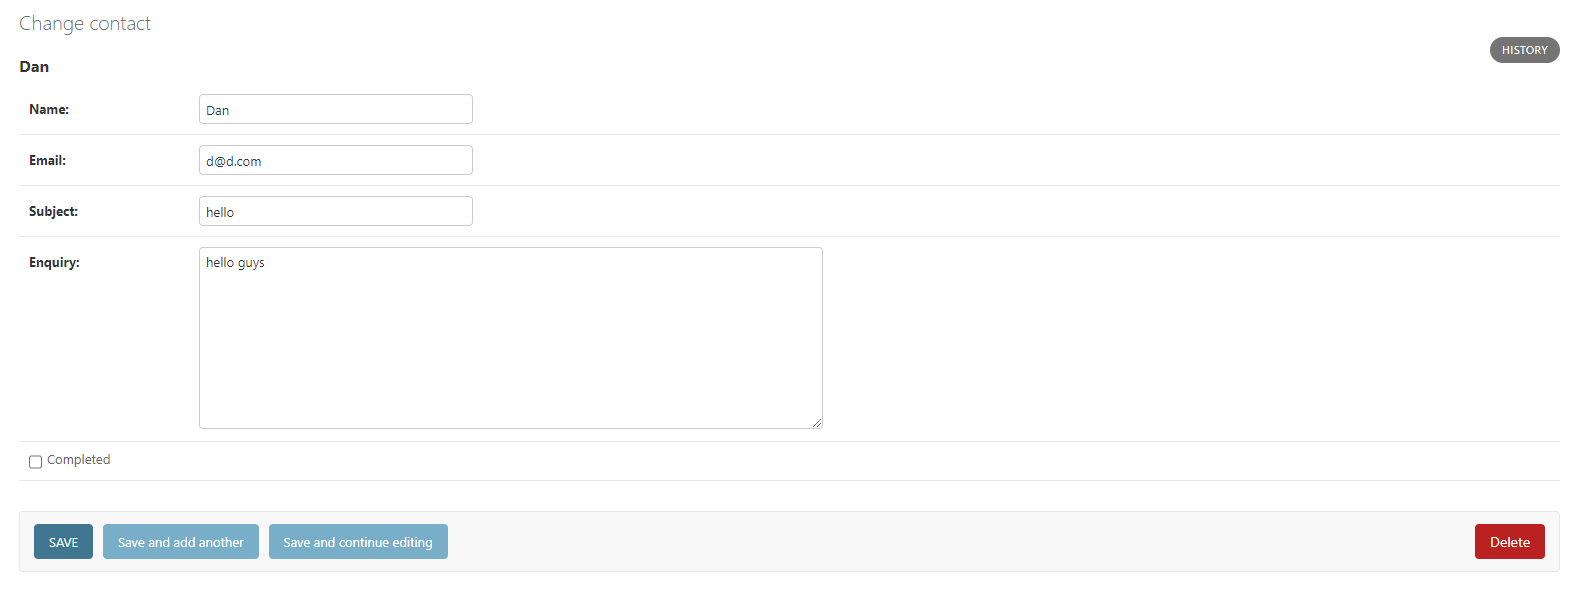 Change contact
HISTORY
Dan
Name:
Dan
Email:
d@d.com
Subject:
hello
Enquiry:
hello guys
Completed
SAVE
Save and add another
Save and continue editing
Delete